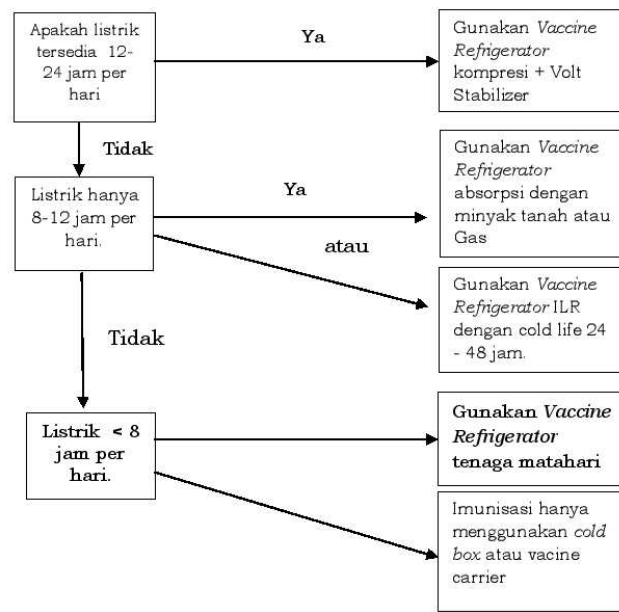 Apakah listrik
tersedia 12-
24 jam per
hari
Ya
Gunakan Vaccine
Refrigerator
kompresi + Volt
Stabilizer
Tidak
Listrik hanya
8-12 jam per
hari.
Ya
Gunakan Vaccine
Refrigerator
absorpsi dengan
minyak tanah atau
Gas
atau
Gunakan Vaccine
Refrigerator ILR
dengan cold life 24
- 48 jam.
Tidak
Listrik < 8
jam per
hari.
Gunakan Vaccine
Refrigerator
tenaga matahari
Imunisasi hanya
menggunakan cold
box atau vacine
carrier